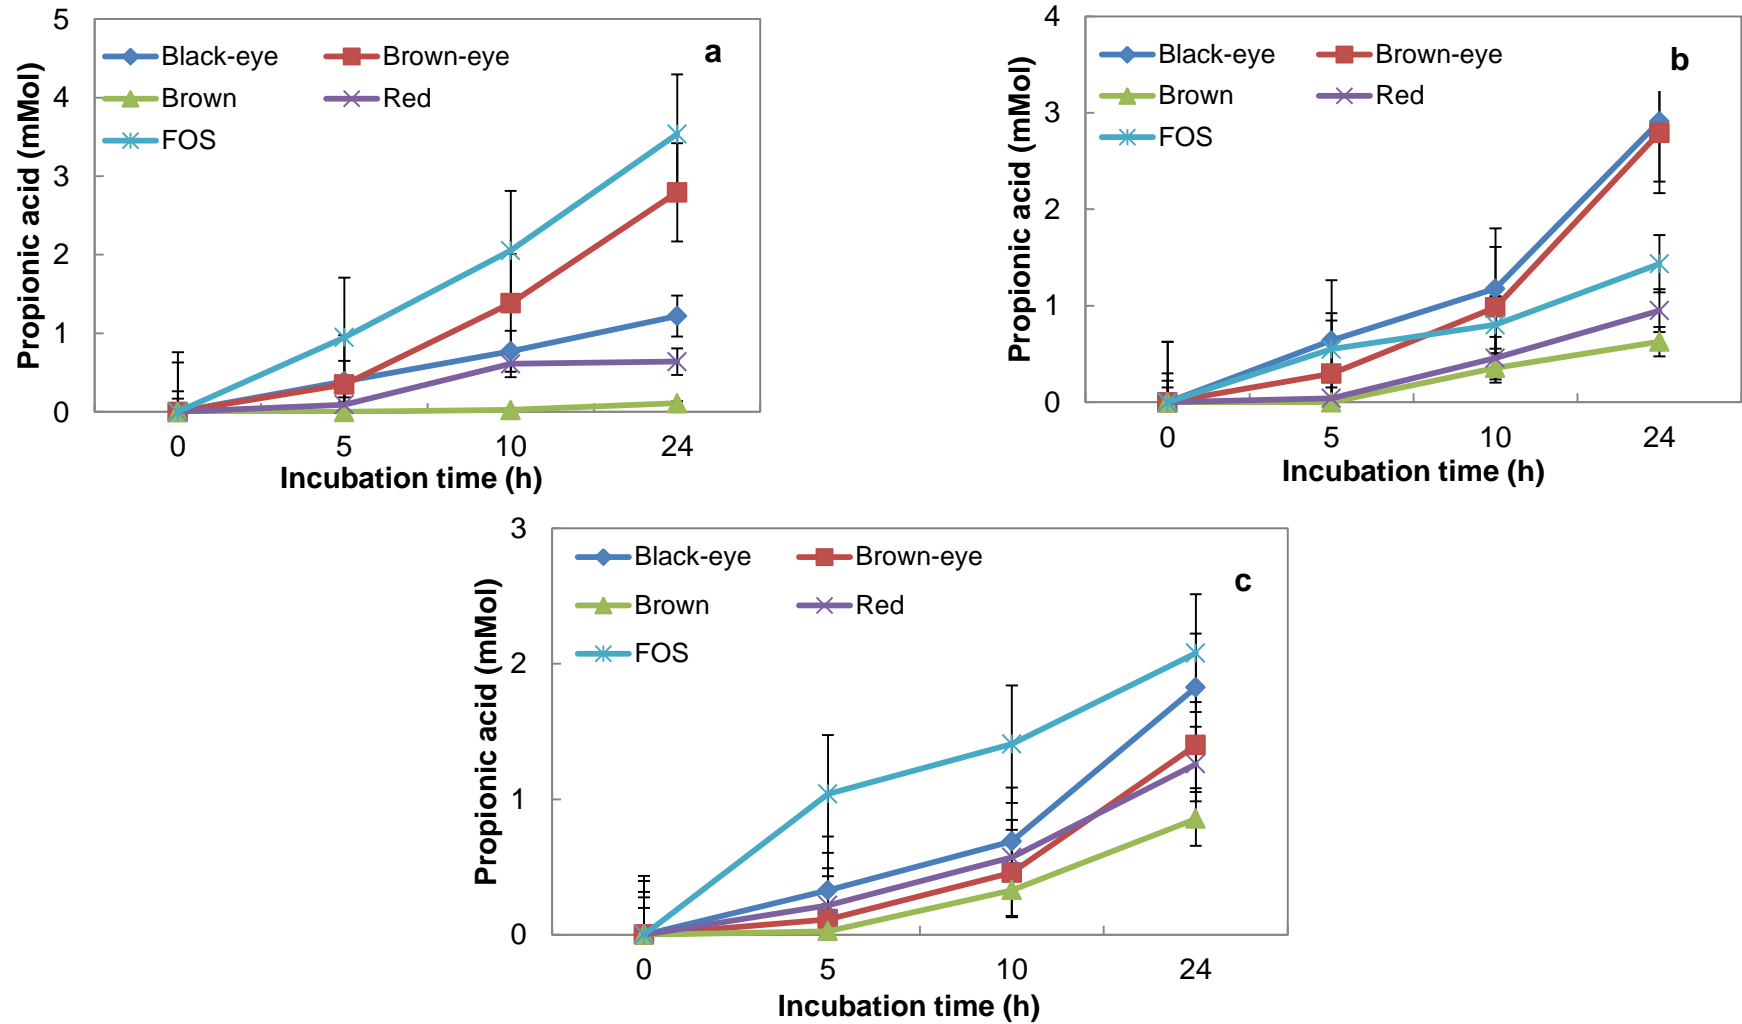 5
4
3
2
1
0
Propionic acid (mMol)
Black-eye Brown-eye
Brown Red
FOS
a
0 5 10 24
Incubation time (h)
4
3
2
1
0
Propionic acid (mMol)
Black-eye Brown-eye
Brown Red
FOS
b
0 5 10 24
Incubation time (h)
3
2
1
0
Propionic acid (mMol)
Black-eye Brown-eye
Brown Red
FOS
c
0 5 10 24
Incubation time (h)